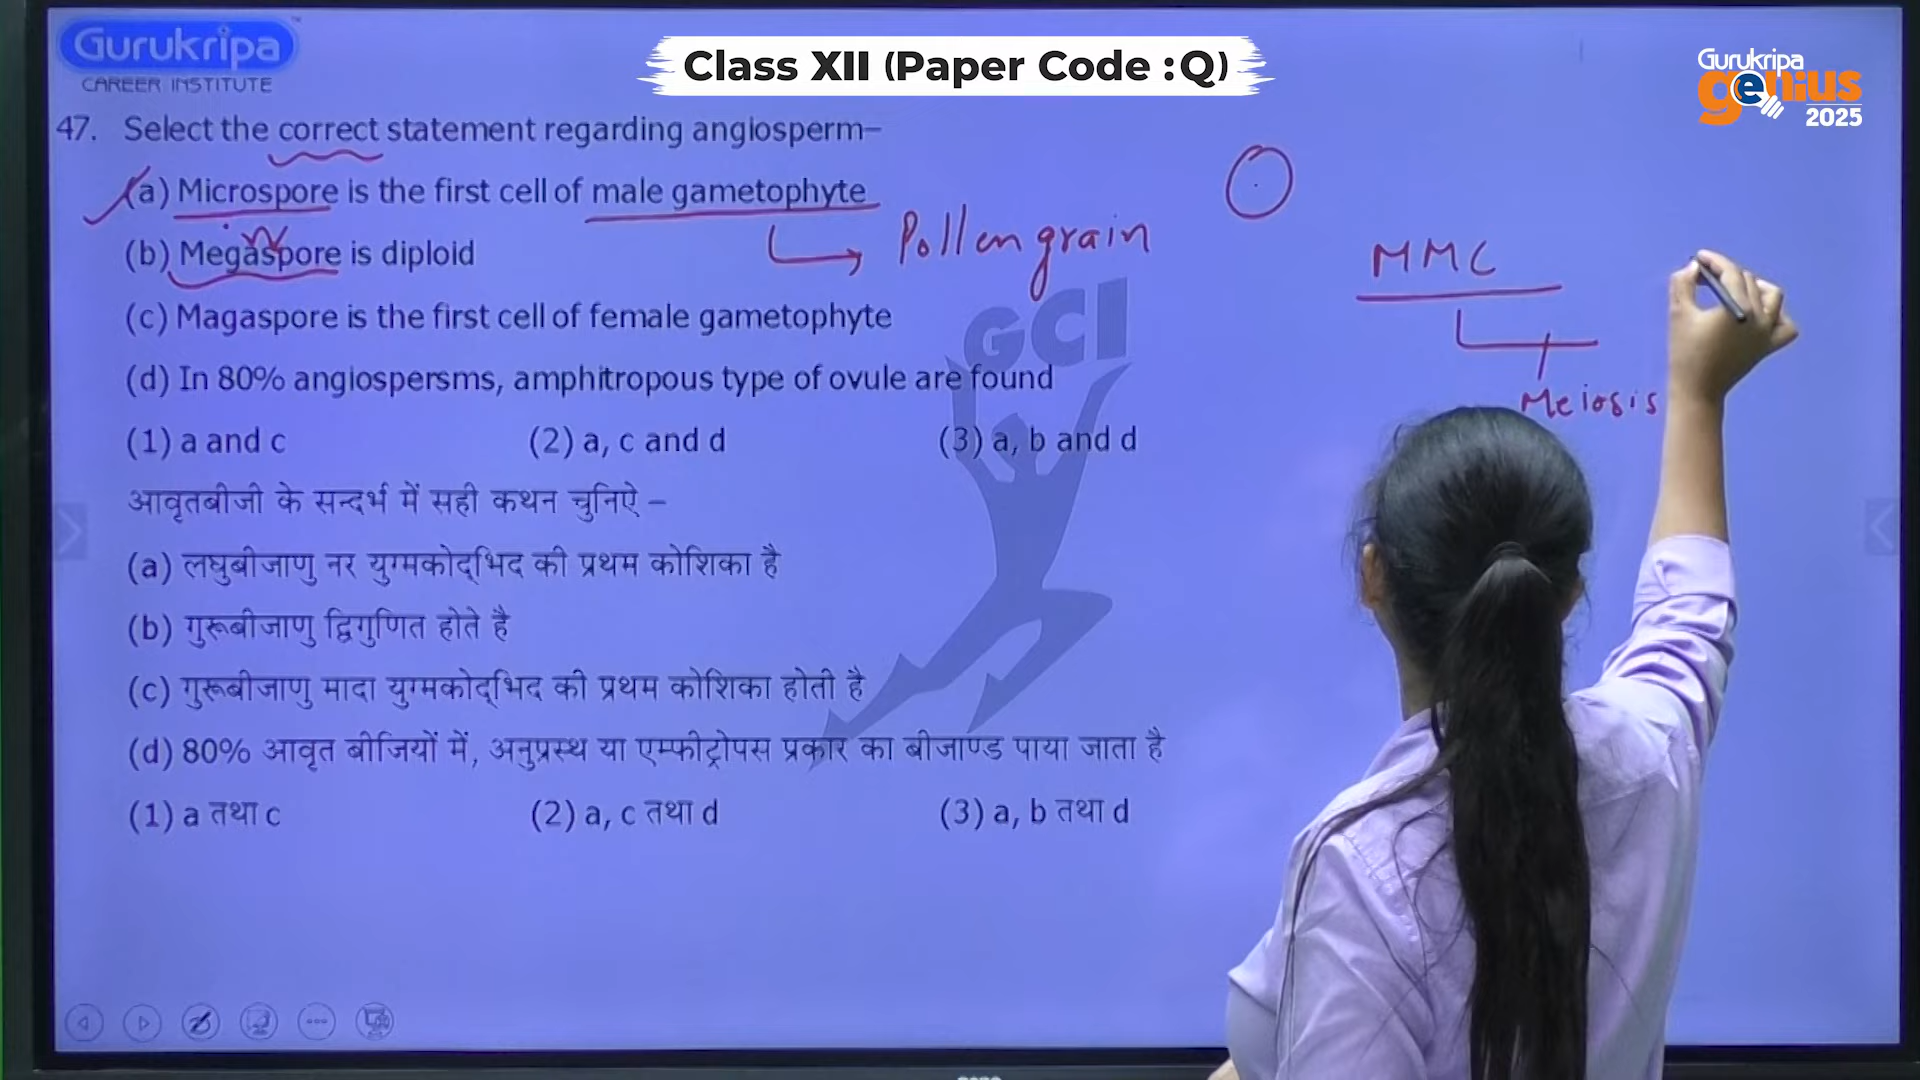 Gurukripa
CAREER INSTITUTE
Class XII (Paper Code :Q)
Gurukripa
genius
2025
47. Select the correct statement regarding angiosperm–
(a) Microspore is the first cell of male gametophyte
Pollen grain
(b) Megaspore is diploid
MMC
(c) Magaspore is the first cell of female gametophyte
GCI
Meiosis
(d) In 80% angiospersms, amphitropous type of ovule are found
(1) a and c (2) a, c and d (3) a, b and d
आवृतबीजी के सन्दर्भ में सही कथन चुनिऐ –
(a) लघुबीजाणु नर युग्मकोद्भिद की प्रथम कोशिका है
(b) गुरूबीजाणु द्विगुणित होते है
(c) गुरूबीजाणु मादा युग्मकोद्भिद की प्रथम कोशिका होती है
(d) 80% आवृत बीजियों में, अनुप्रस्थ या एम्फीट्रोपस प्रकार का बीजाण्ड पाया जाता है
(1) a तथा c (2) a, c तथा d (3) a, b तथा d